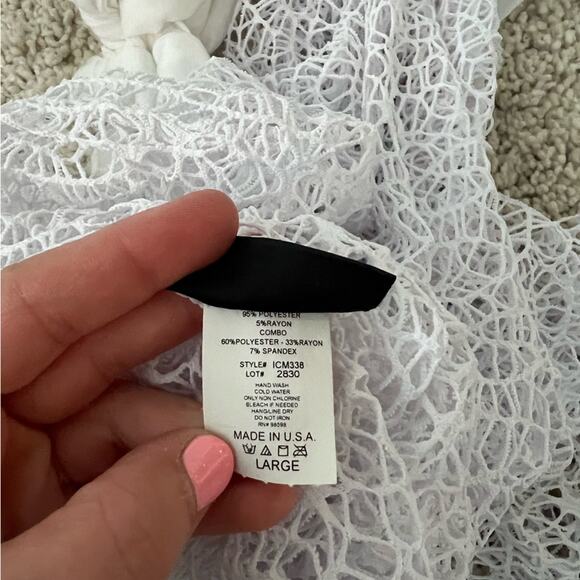 95% POLYESTER
5%RAYON
COMBO
60%POLYESTER - 33%RAYON
7% SPANDEX
STYLE# ICM338
LOT# 2830
HAND WASH
COLD WATER
ONLY NON CHLORINE
BLEACH IF NEEDED
HANG/LINE DRY
DO NOT IRON
RN# 98098
MADE IN U.S.A.
LARGE